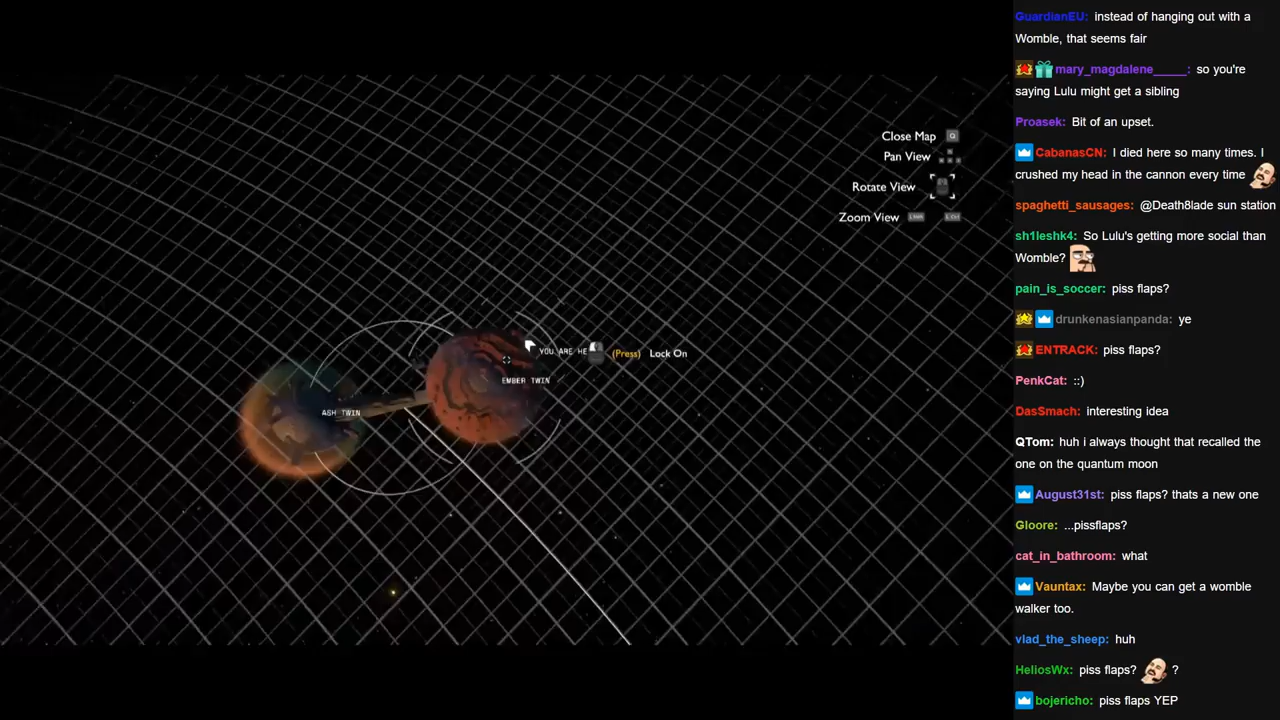 Close Map Q
Pan View
Rotate View
Zoom View
YOU ARE HE
(Press) Lock On
EMBER TWIN
ASH TWIN
GuardianEU: instead of hanging out with a
Womble, that seems fair
mary_magdalene_____: so you're
saying Lulu might get a sibling
Proasek: Bit of an upset.
CabanasCN: I died here so many times. I
crushed my head in the cannon every time
spaghetti_sausages: @Death8lade sun station
sh1leshk4: So Lulu's getting more social than
Womble?
pain_is_soccer: piss flaps?
drunkenasianpanda: ye
ENTRACK: piss flaps?
PenkCat: ::)
DasSmach: interesting idea
QTom: huh i always thought that recalled the
one on the quantum moon
August31st: piss flaps? thats a new one
Gloore: ...pissflaps?
cat_in_bathroom: what
Vauntax: Maybe you can get a womble
walker too.
vlad_the_sheep: huh
HeliosWx: piss flaps? ?
bojericho: piss flaps YEP